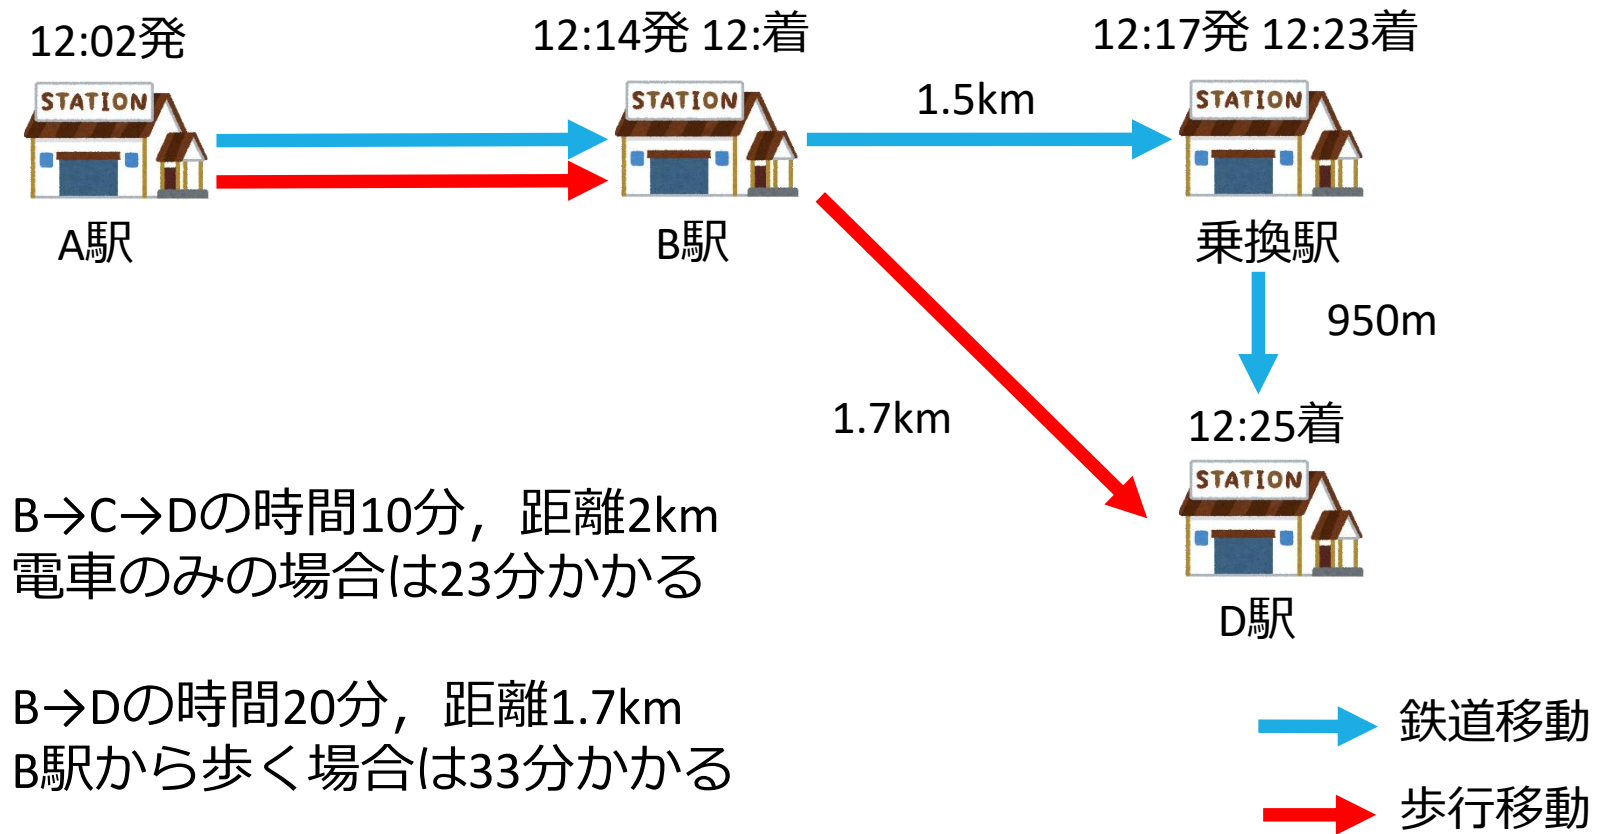 12:02発
12:14発 12:着
12:17発 12:23着
STATION
STATION
STATION
1.5km
A駅
B駅
乗換駅
950m
1.7km
12:25着
STATION
D駅
B→C→Dの時間10分，距離2km
電車のみの場合は23分かかる
B→Dの時間20分，距離1.7km
B駅から歩く場合は33分かかる
鉄道移動
歩行移動